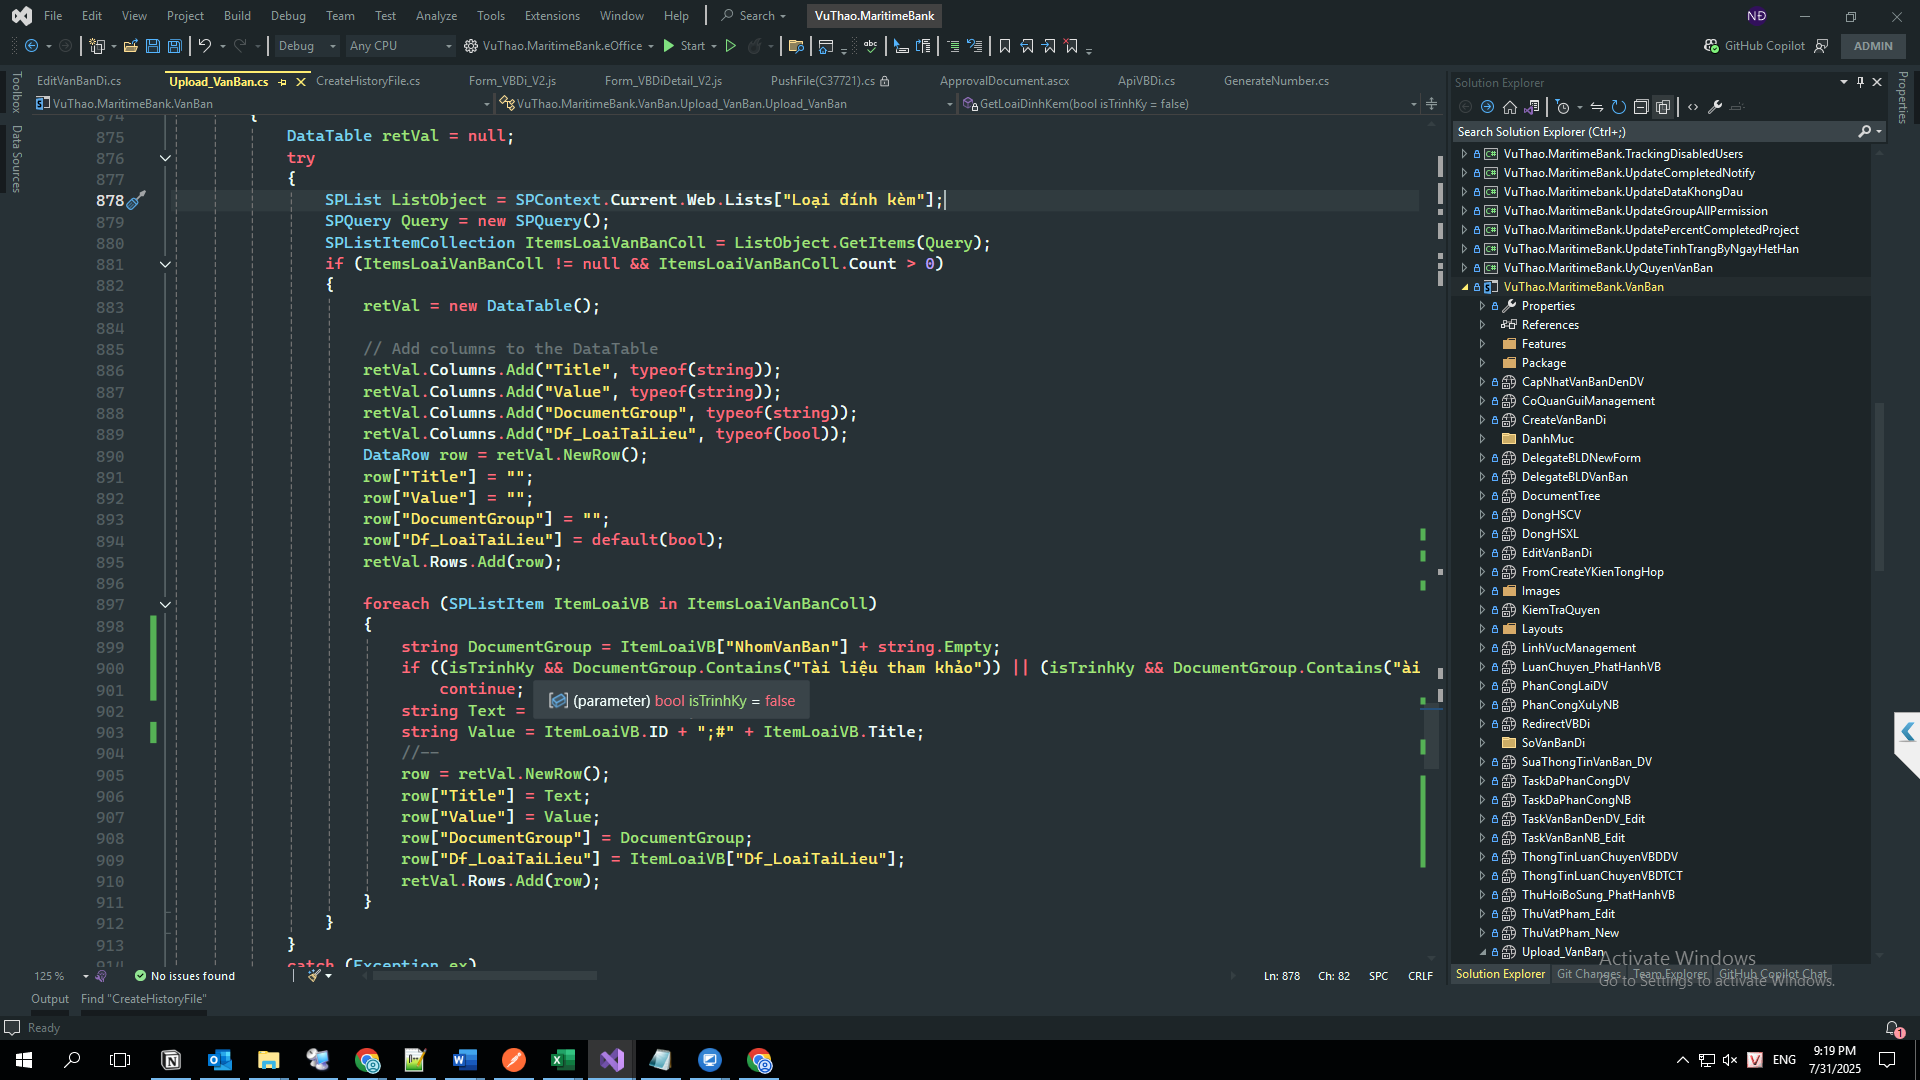 File Edit View Project Build Debug Team Test Analyze Tools Extensions Window Help Search VuThao.MaritimeBank NĐ
Debug Any CPU VuThao.MaritimeBank.eOffice Start GitHub Copilot ADMIN
EditVanBanDi.cs Upload_VanBan.cs CreateHistoryFile.cs Form_VBDi_V2.js Form_VBDiDetail_V2.js PushFile(C37721).cs ApprovalDocument.ascx ApiVBDi.cs GenerateNumber.cs
VuThao.MaritimeBank.VanBan VuThao.MaritimeBank.VanBan.Upload_VanBan.Upload_VanBan GetLoaiDinhKem(bool isTrinhKy = false)
Toolbox
Data Sources
874 {
875 DataTable retVal = null;
876 try
877 {
878 SPList ListObject = SPContext.Current.Web.Lists["Loại đính kèm"];
879 SPQuery Query = new SPQuery();
880 SPListItemCollection ItemsLoaiVanBanColl = ListObject.GetItems(Query);
881 if (ItemsLoaiVanBanColl != null && ItemsLoaiVanBanColl.Count > 0)
882 {
883 retVal = new DataTable();
884
885 // Add columns to the DataTable
886 retVal.Columns.Add("Title", typeof(string));
887 retVal.Columns.Add("Value", typeof(string));
888 retVal.Columns.Add("DocumentGroup", typeof(string));
889 retVal.Columns.Add("Df_LoaiTaiLieu", typeof(bool));
890 DataRow row = retVal.NewRow();
891 row["Title"] = "";
892 row["Value"] = "";
893 row["DocumentGroup"] = "";
894 row["Df_LoaiTaiLieu"] = default(bool);
895 retVal.Rows.Add(row);
896
897 foreach (SPListItem ItemLoaiVB in ItemsLoaiVanBanColl)
898 {
899 string DocumentGroup = ItemLoaiVB["NhomVanBan"] + string.Empty;
900 if ((isTrinhKy && DocumentGroup.Contains("Tài liệu tham khảo")) || (isTrinhKy && DocumentGroup.Contains("ài
901 continue;
(parameter) bool isTrinhKy = false
902 string Text =
903 string Value = ItemLoaiVB.ID + ";#" + ItemLoaiVB.Title;
904 //--
905 row = retVal.NewRow();
906 row["Title"] = Text;
907 row["Value"] = Value;
908 row["DocumentGroup"] = DocumentGroup;
909 row["Df_LoaiTaiLieu"] = ItemLoaiVB["Df_LoaiTaiLieu"];
910 retVal.Rows.Add(row);
911 }
912 }
913 }
914 catch (Exception ex)
125 % No issues found Ln: 878 Ch: 82 SPC CRLF
Output Find "CreateHistoryFile"
Ready
Solution Explorer
Search Solution Explorer (Ctrl+;)
VuThao.MaritimeBank.TrackingDisabledUsers
VuThao.MaritimeBank.UpdateCompletedNotify
VuThao.MaritimeBank.UpdateDataKhongDau
VuThao.MaritimeBank.UpdateGroupAllPermission
VuThao.MaritimeBank.UpdatePercentCompletedProject
VuThao.MaritimeBank.UpdateTinhTrangByNgayHetHan
VuThao.MaritimeBank.UyQuyenVanBan
VuThao.MaritimeBank.VanBan
Properties
References
Features
Package
CapNhatVanBanDenDV
CoQuanGuiManagement
CreateVanBanDi
DanhMuc
DelegateBLDNewForm
DelegateBLDVanBan
DocumentTree
DongHSCV
DongHSXL
EditVanBanDi
FromCreateYKienTongHop
Images
KiemTraQuyen
Layouts
LinhVucManagement
LuanChuyen_PhatHanhVB
PhanCongLaiDV
PhanCongXuLyNB
RedirectVBDi
SoVanBanDi
SuaThongTinVanBan_DV
TaskDaPhanCongDV
TaskDaPhanCongNB
TaskVanBanDenDV_Edit
TaskVanBanNB_Edit
ThongTinLuanChuyenVBDDV
ThongTinLuanChuyenVBDTCT
ThuHoiBoSung_PhatHanhVB
ThuVatPham_Edit
ThuVatPham_New
Upload_VanBan
Solution Explorer Git Changes Team Explorer GitHub Copilot Chat
Activate Windows
Go to Settings to activate Windows.
Properties
1
ENG
9:19 PM
7/31/2025